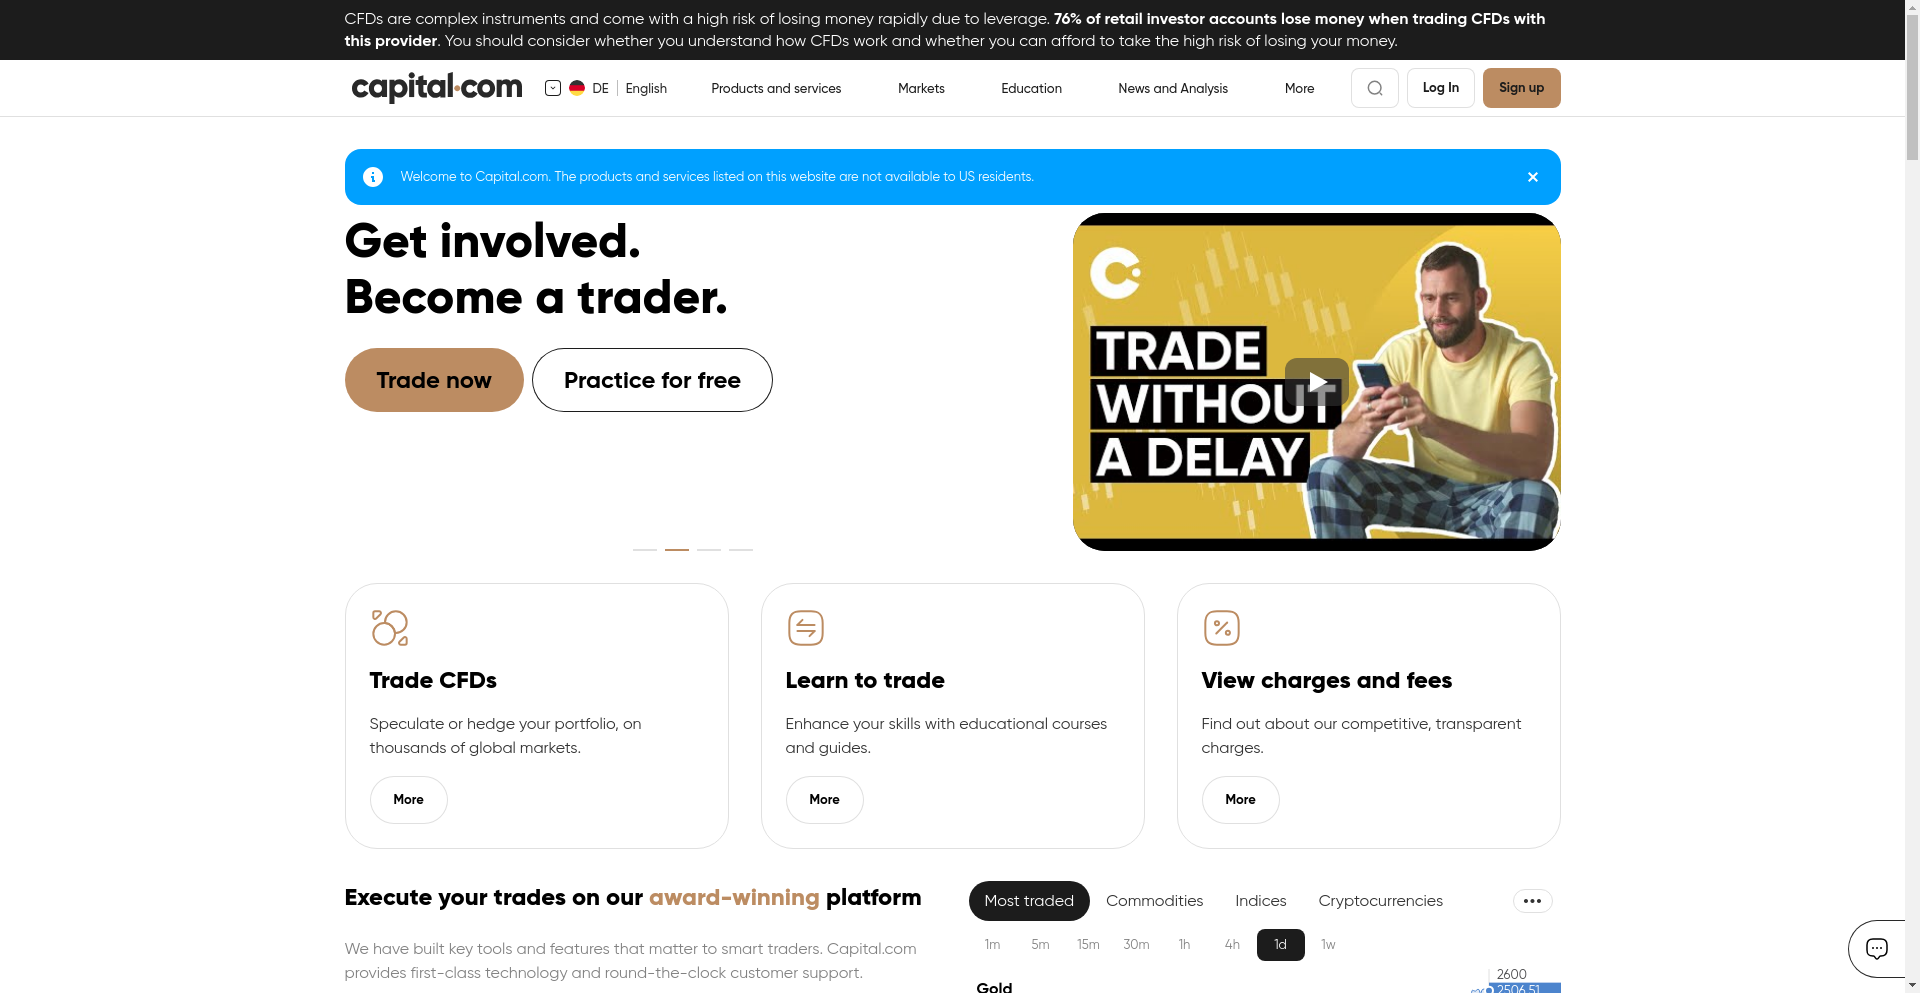 CFDs are complex instruments and come with a high risk of losing money rapidly due to leverage. 76% of retail investor accounts lose money when trading CFDs with
this provider. You should consider whether you understand how CFDs work and whether you can afford to take the high risk of losing your money.
capital.com
DE
English
Products and services
Markets
Education
News and Analysis
More
Log In
Sign up
Welcome to Capital.com. The products and services listed on this website are not available to US residents.
Get involved.
Become a trader.
Trade now
Practice for free
TRADE
WITHOUT
A DELAY
Trade CFDs
Speculate or hedge your portfolio, on
thousands of global markets.
More
Learn to trade
Enhance your skills with educational courses
and guides.
More
View charges and fees
Find out about our competitive, transparent
charges.
More
Execute your trades on our award-winning platform
We have built key tools and features that matter to smart traders. Capital.com
provides first-class technology and round-the-clock customer support.
Most traded
Commodities
Indices
Cryptocurrencies
1m
5m
15m
30m
1h
4h
1d
1w
Gold
2600
2506.51